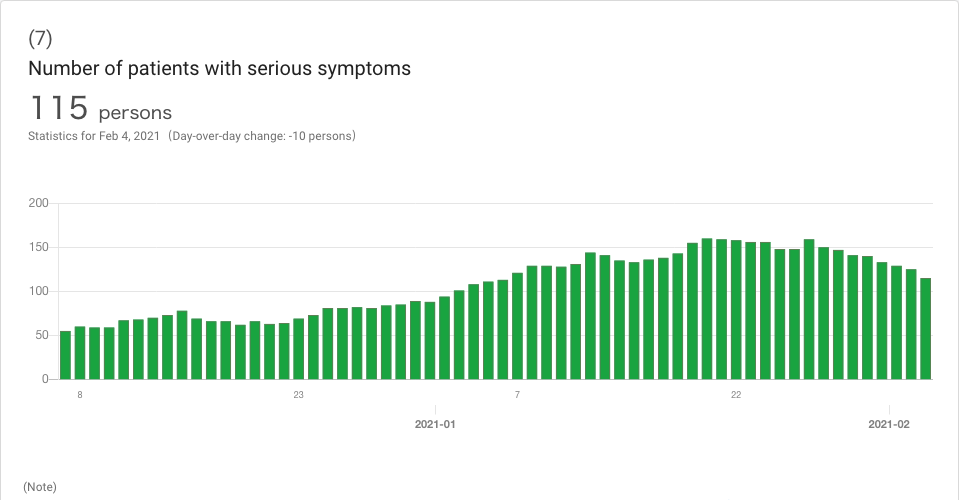 (7)
Number of patients with serious symptoms
115 persons
Statistics for Feb 4, 2021（Day-over-day change: -10 persons）
200
150
100
50
0
8 23 7 22
2021-01 2021-02
(Note)